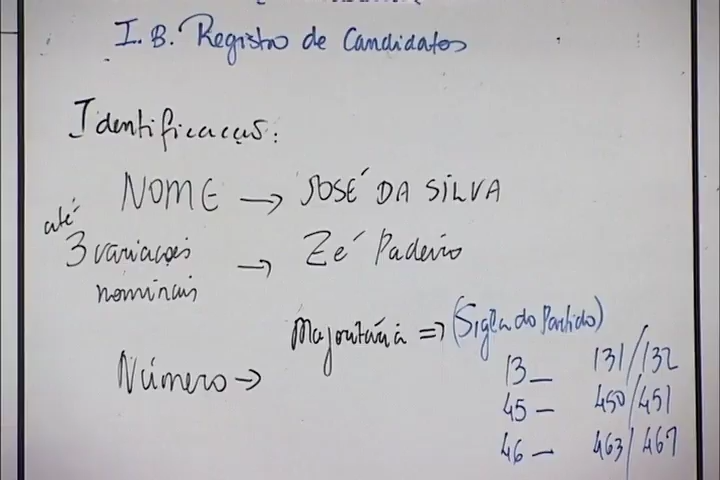 I.B. Registro de Candidatos
Identificação:
NOME → JOSÉ DA SILVA
até
3 variações → Zé Padeiro
nominais
Majoritária ⇒ (Sigla do Partido)
Número →
13 — 131/132
45 — 450/451
46 — 463/467